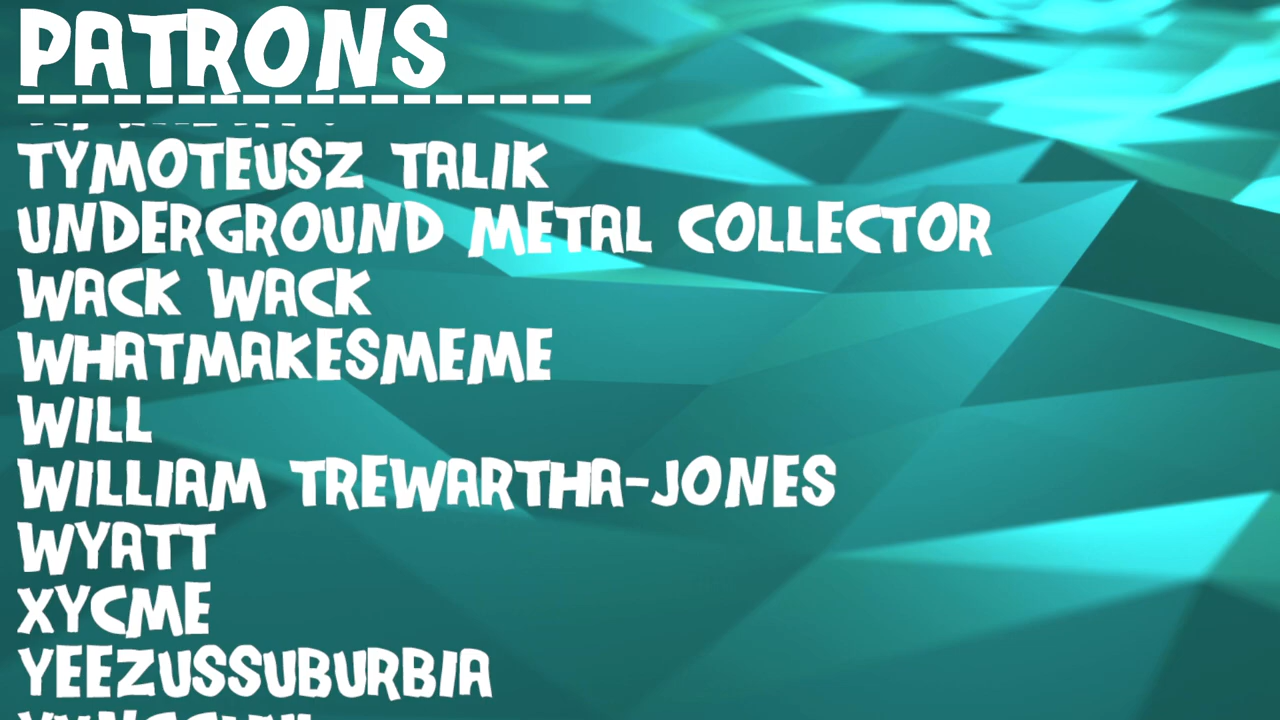 PATRONS
TYMOTEUSZ TALIK
UNDERGROUND METAL COLLECTOR
WACK WACK
WHATMAKESMEME
WILL
WILLIAM TREWARTHA-JONES
WYATT
XYCME
YEEZUSSUBURBIA